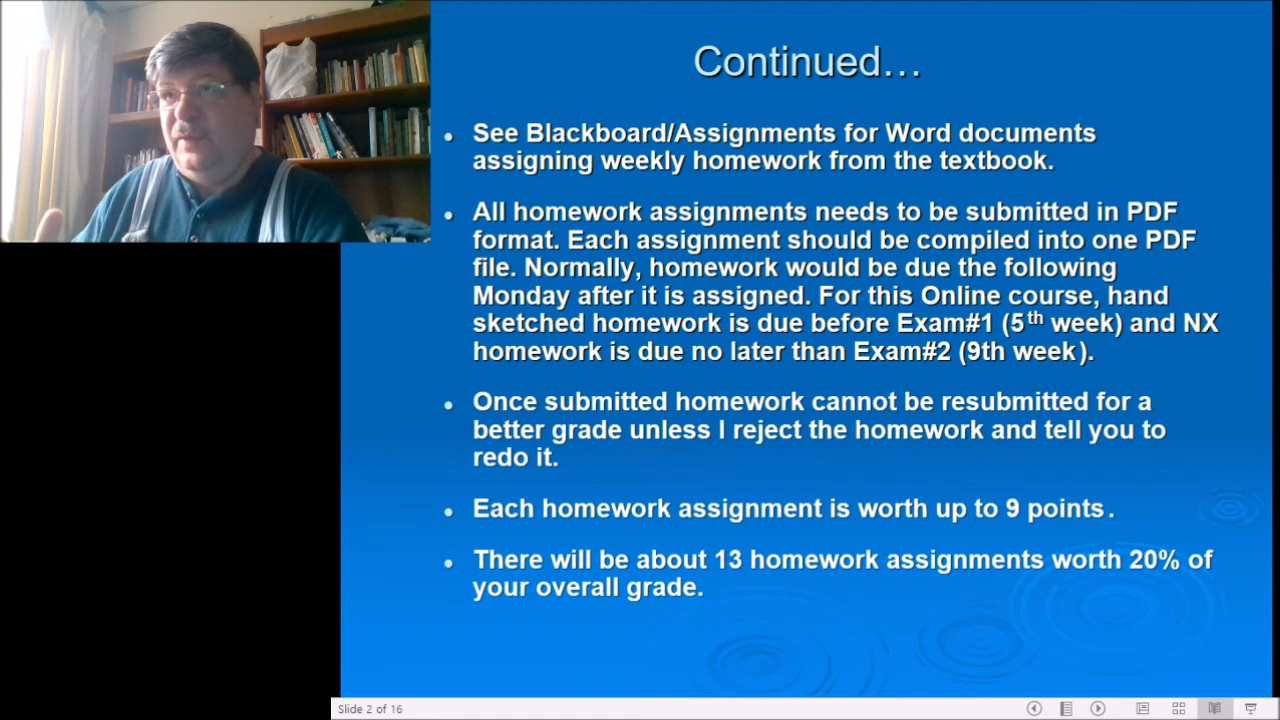 Continued…
• See Blackboard/Assignments for Word documents
assigning weekly homework from the textbook.
• All homework assignments needs to be submitted in PDF
format. Each assignment should be compiled into one PDF
file. Normally, homework would be due the following
Monday after it is assigned. For this Online course, hand
sketched homework is due before Exam#1 (5th week) and NX
homework is due no later than Exam#2 (9th week).
• Once submitted homework cannot be resubmitted for a
better grade unless I reject the homework and tell you to
redo it.
• Each homework assignment is worth up to 9 points.
• There will be about 13 homework assignments worth 20% of
your overall grade.
Slide 2 of 16